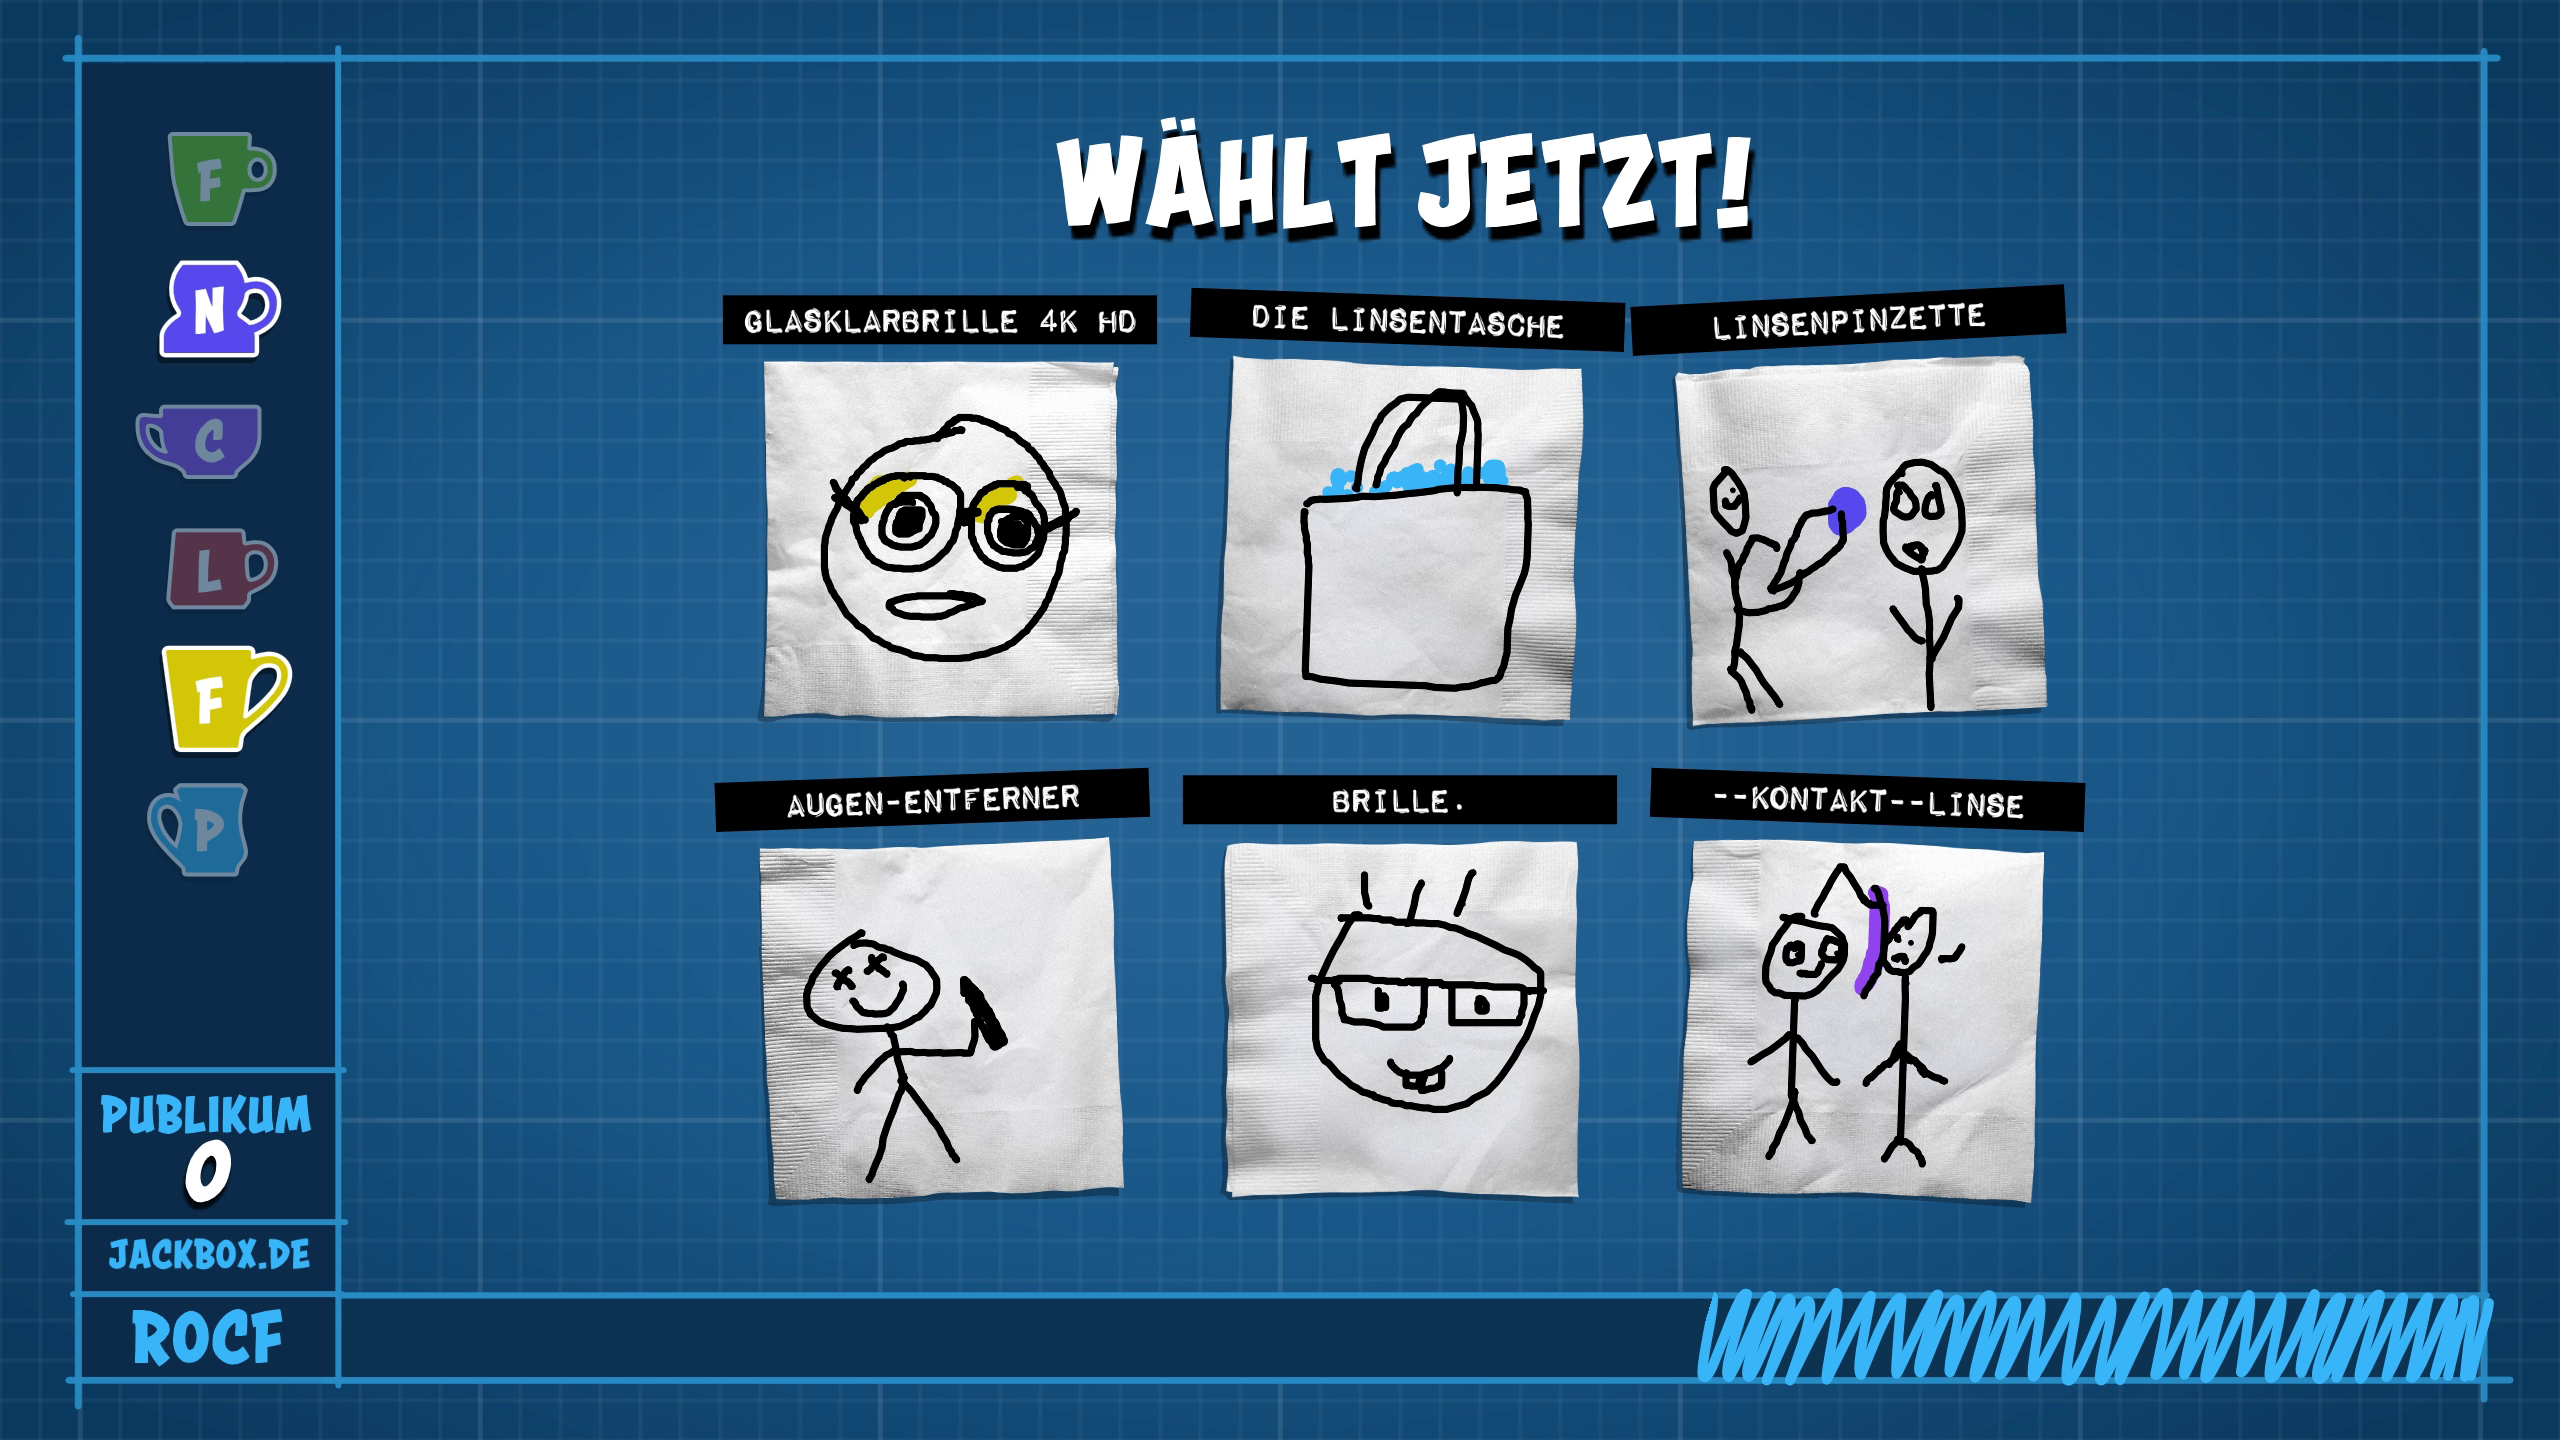 WÄHLT JETZT!
F
N
C
L
F
P
GLASKLARBRILLE 4K HD
DIE LINSENTASCHE
LINSENPINZETTE
AUGEN-ENTFERNER
BRILLE.
--KONTAKT--LINSE
PUBLIKUM
0
JACKBOX.DE
ROCF